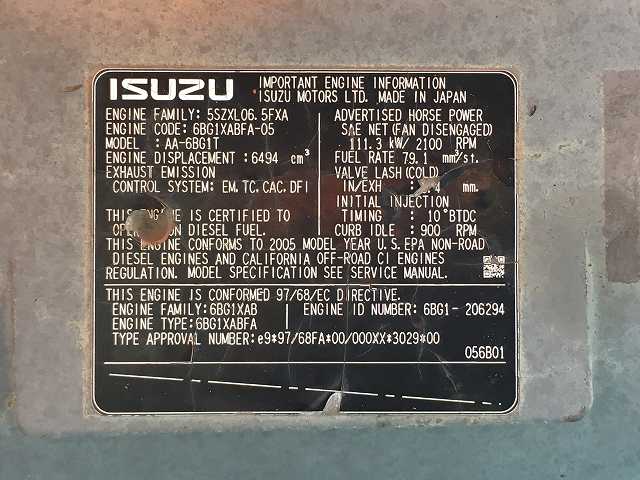 ISUZU
IMPORTANT ENGINE INFORMATION
ISUZU MOTORS LTD. MADE IN JAPAN
ENGINE FAMILY: 5SZXL06.5FXA
ENGINE CODE: 6BG1XABFA-05
MODEL : AA-6BG1T
ENGINE DISPLACEMENT: 6494 cm³
EXHAUST EMISSION
CONTROL SYSTEM: EM, TC, CAC, DFI
THIS ENGINE IS CERTIFIED TO
ON DIESEL FUEL.
ADVERTISED HORSE POWER
SAE NET (FAN DISENGAGED)
111.3 kW/ 2100 RPM
FUEL RATE 79.1 mm³/st.
VALVE LASH (COLD)
IN/EXH : 4 mm.
INITIAL INJECTION
TIMING : 10°BTDC
CURB IDLE : 900 RPM
THIS ENGINE CONFORMS TO 2005 MODEL YEAR U.S.EPA NON-ROAD
DIESEL ENGINES AND CALIFORNIA OFF-ROAD CI ENGINES
REGULATION. MODEL SPECIFICATION SEE SERVICE MANUAL.
THIS ENGINE IS CONFORMED 97/68/EC DIRECTIVE.
ENGINE FAMILY:6BG1XAB
ENGINE ID NUMBER: 6BG1- 206294
ENGINE TYPE:6BG1XABFA
TYPE APPROVAL NUMBER:e9*97/68FA*00/000XX*3029*00
056B01